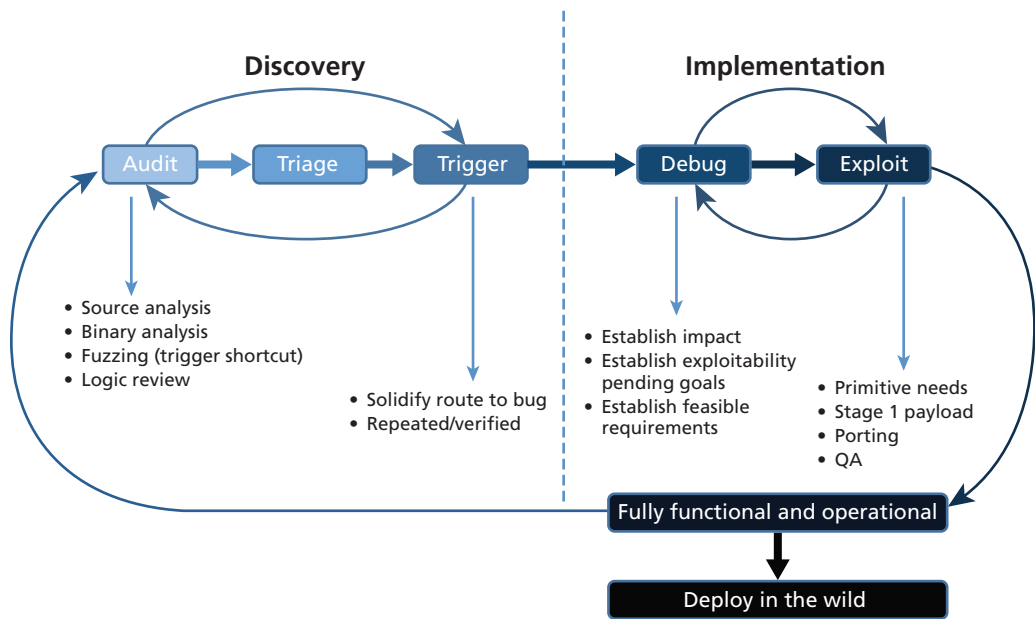 Discovery
Implementation
Audit
Triage
Trigger
Debug
Exploit
• Source analysis
• Binary analysis
• Fuzzing (trigger shortcut)
• Logic review
• Solidify route to bug
• Repeated/verified
• Establish impact
• Establish exploitability
pending goals
• Establish feasible
requirements
• Primitive needs
• Stage 1 payload
• Porting
• QA
Fully functional and operational
Deploy in the wild